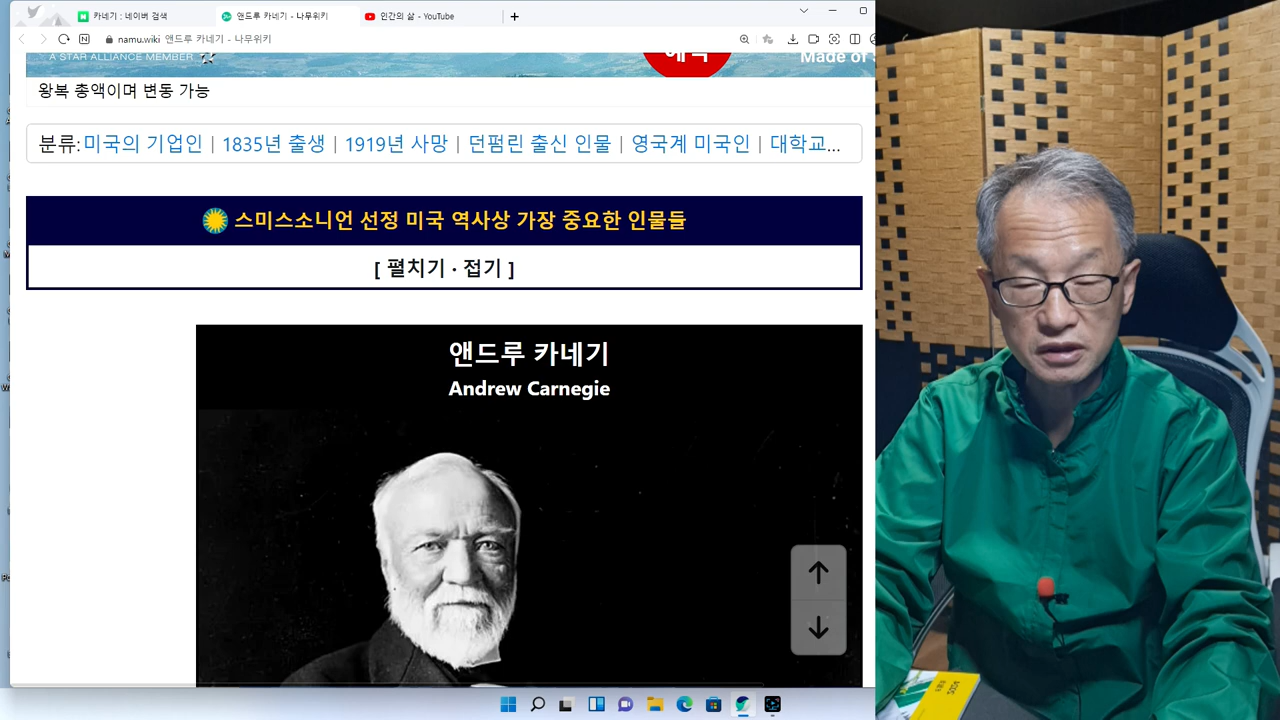 카네기 : 네이버 검색
앤드루 카네기 - 나무위키
인간의 삶 - YouTube
namu.wiki 앤드루 카네기 - 나무위키
A STAR ALLIANCE MEMBER
예약
Made of
왕복 총액이며 변동 가능
분류: 미국의 기업인 | 1835년 출생 | 1919년 사망 | 던펌린 출신 인물 | 영국계 미국인 | 대학교...
스미스소니언 선정 미국 역사상 가장 중요한 인물들
[ 펼치기 · 접기 ]
앤드루 카네기
Andrew Carnegie